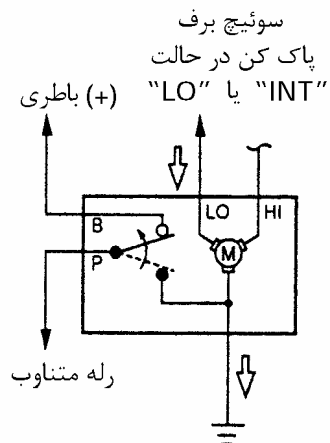 سوئیچ برف
پاک کن در حالت
“INT” یا “LO”
(+) باطری
B
LO
HI
P
M
رله متناوب